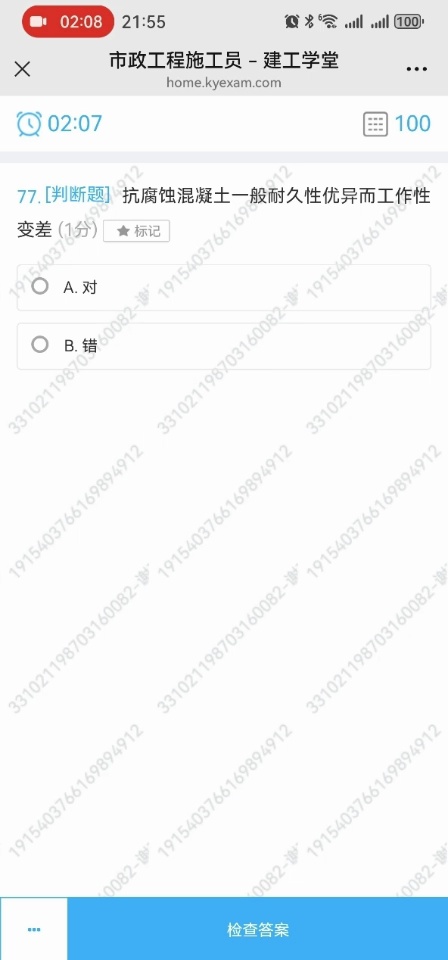 02:08 21:55 100
市政工程施工员 – 建工学堂
home.kyexam.com
02:07 100
77. [判断题] 抗腐蚀混凝土一般耐久性优异而工作性
变差 (1分) ★ 标记
A. 对
B. 错
1915403766169894912
331021198703160082
检查答案